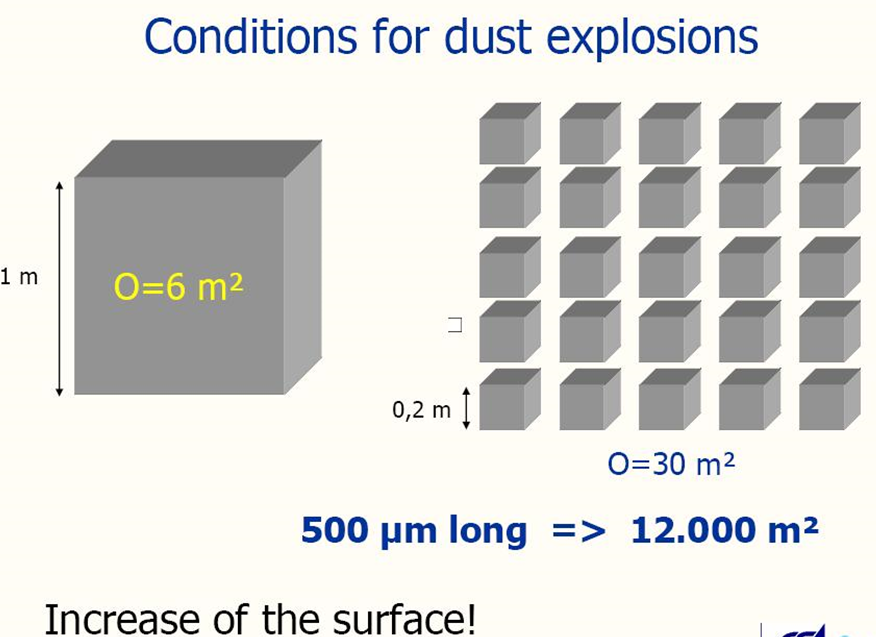 Conditions for dust explosions
1 m
O=6 m²
0,2 m
O=30 m²
500 µm long => 12.000 m²
Increase of the surface!